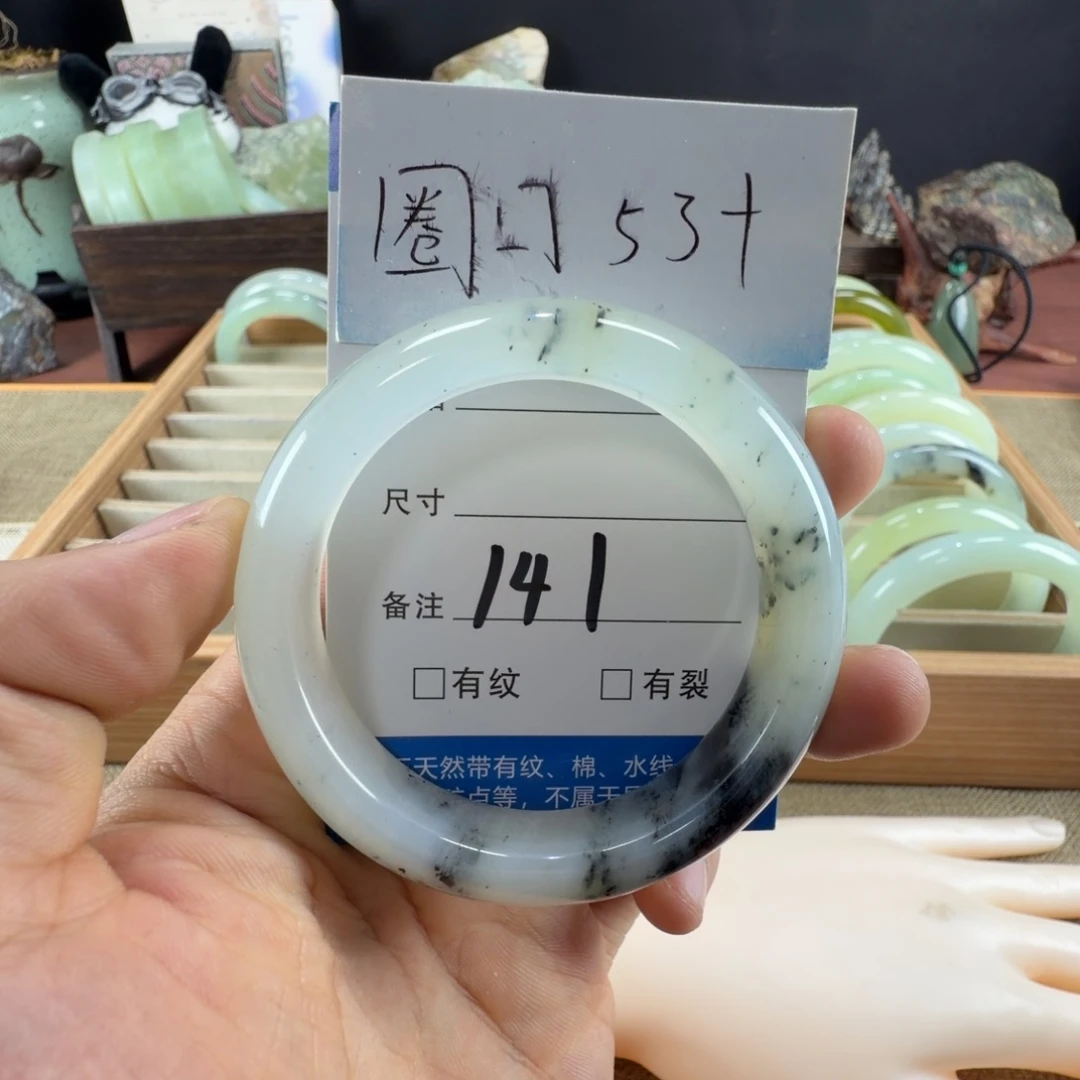 圈口 53+
尺寸
备注 141
□有纹 □有裂
天然带有纹、棉、水线
点等，不属于